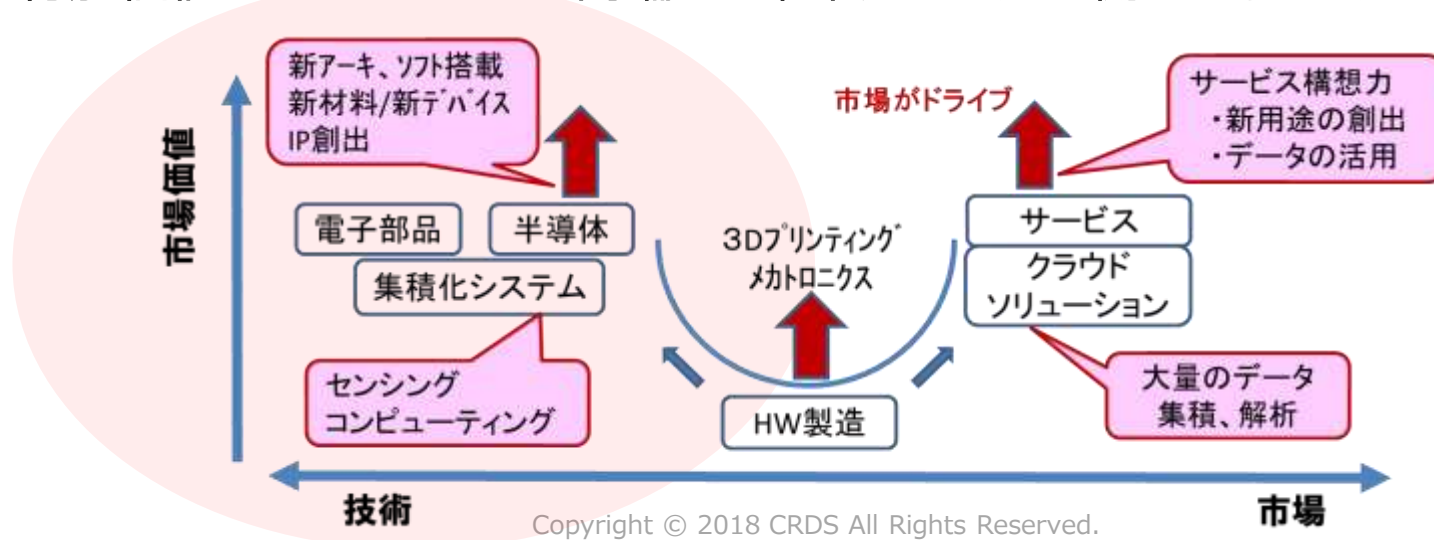 新アーキ、ソフト搭載
新材料/新デバイス
IP創出
市場がドライブ
サービス構想力
・新用途の創出
・データの活用
市場価値
電子部品
半導体
集積化システム
3Dプリンティング
メカトロニクス
サービス
クラウド
ソリューション
センシング
コンピューティング
HW製造
大量のデータ
集積、解析
技術
市場
Copyright © 2018 CRDS All Rights Reserved.